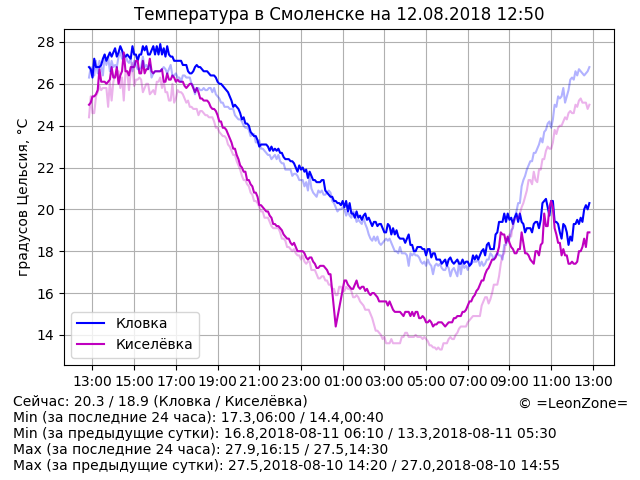 Температура в Смоленске на 12.08.2018 12:50
градусов Цельсия, °C
28
26
24
22
20
18
16
14
Кловка
Киселёвка
13:00 15:00 17:00 19:00 21:00 23:00 01:00 03:00 05:00 07:00 09:00 11:00 13:00
Сейчас: 20.3 / 18.9 (Кловка / Киселёвка)
© =LeonZone=
Min (за последние 24 часа): 17.3,06:00 / 14.4,00:40
Min (за предыдущие сутки): 16.8,2018-08-11 06:10 / 13.3,2018-08-11 05:30
Max (за последние 24 часа): 27.9,16:15 / 27.5,14:30
Max (за предыдущие сутки): 27.5,2018-08-10 14:20 / 27.0,2018-08-10 14:55